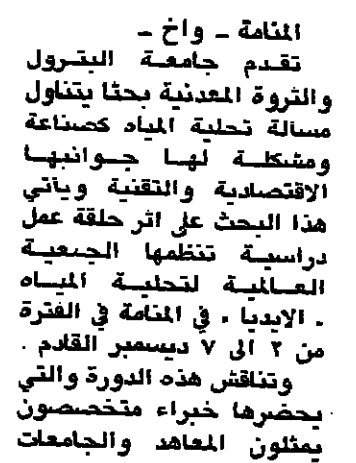 المنامة ـ واخ ـ
تقدم جامعة البترول
والثروة المعدنية بحثا يتناول
مسالة تحلية المياه كصناعة
ومشكلة لها جوانبها
الاقتصادية والتقنية ويأتي
هذا البحث على اثر حلقة عمل
دراسية تنظمها الجمعية
العالمية لتحلية المياه
. الايديا . في المنامة في الفترة
من ٢ الى ٧ ديسمبر القادم .
وتناقش هذه الدورة والتي
يحضرها خبراء متخصصون
يمثلون المعاهد والجامعات